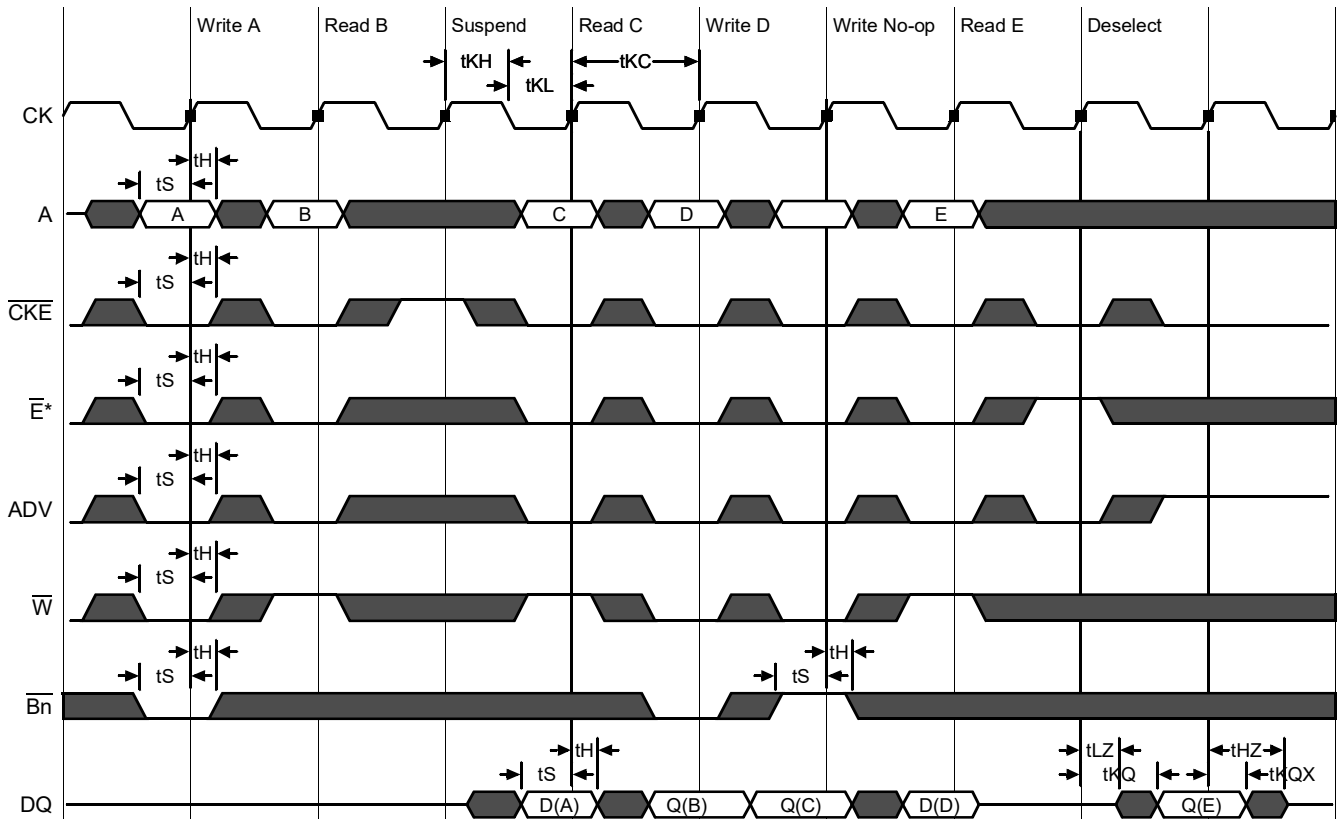 Write A Read B Suspend Read C Write D Write No-op Read E Deselect
tKH tKC
tKL
CK
tH
tS
A A B C D E
tH
tS
CKE
tH
tS
E*
tH
tS
ADV
tH
tS
W
tH tH
tS tS
Bn
tH tLZ tHZ
tS tKQ tKQX
DQ D(A) Q(B) Q(C) D(D) Q(E)